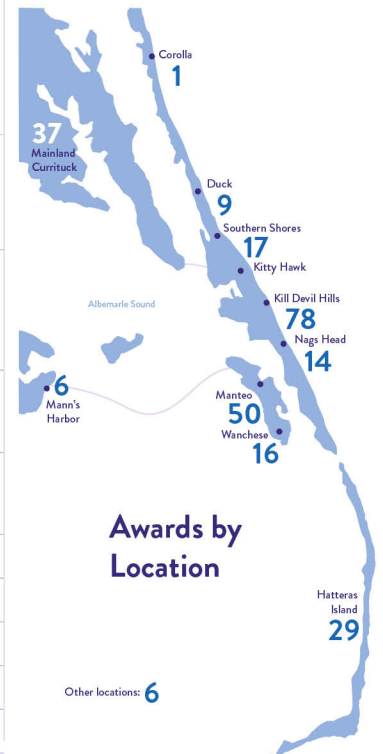 Corolla
1
37
Mainland
Currituck
Duck
9
Southern Shores
17
Kitty Hawk
Albemarle Sound
Kill Devil Hills
78
Nags Head
14
6
Mann's
Harbor
Manteo
50
Wanchese
16
Awards by
Location
Hatteras
Island
29
Other locations: 6